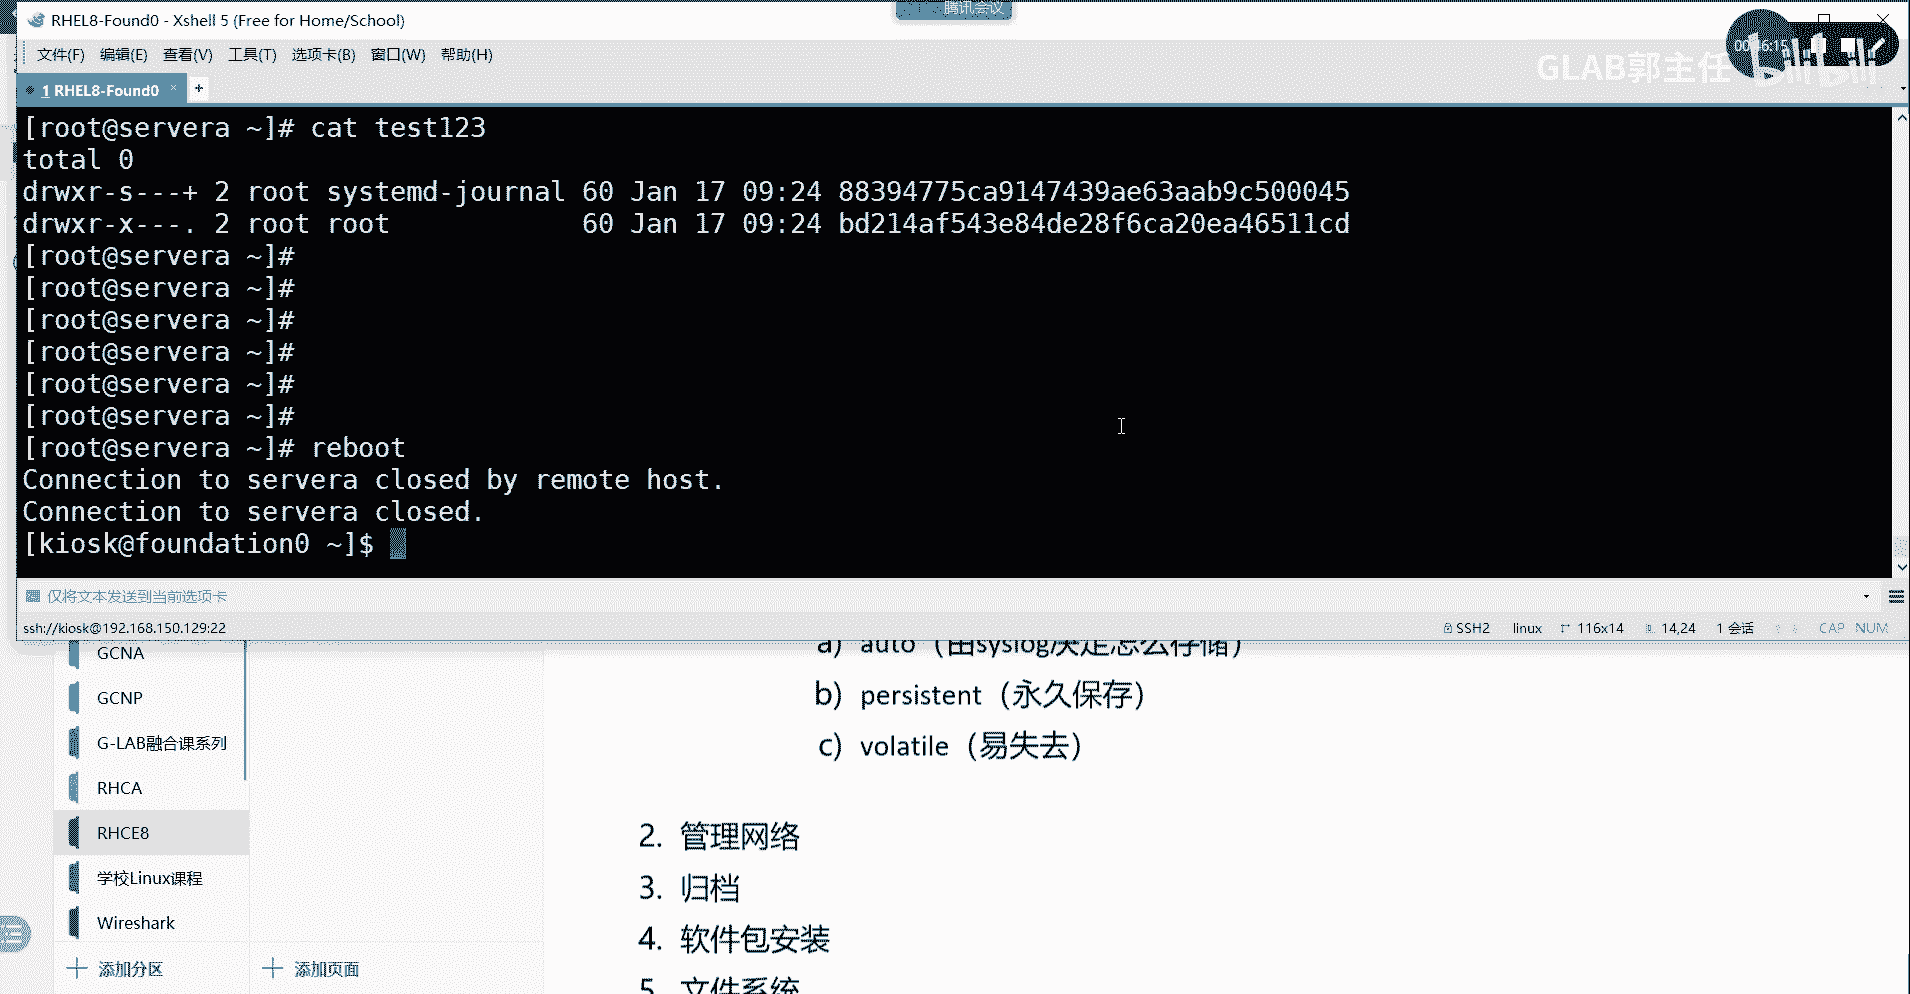 腾讯会议
RHEL8-Found0 - Xshell 5 (Free for Home/School)
文件(F) 编辑(E) 查看(V) 工具(T) 选项卡(B) 窗口(W) 帮助(H)
GLAB郭主任 bilibili
1 RHEL8-Found0 × +
[root@servera ~]# cat test123
total 0
drwxr-s---+ 2 root systemd-journal 60 Jan 17 09:24 88394775ca9147439ae63aab9c500045
drwxr-x---. 2 root root 60 Jan 17 09:24 bd214af543e84de28f6ca20ea46511cd
[root@servera ~]#
[root@servera ~]#
[root@servera ~]#
[root@servera ~]#
[root@servera ~]#
[root@servera ~]#
[root@servera ~]# reboot
Connection to servera closed by remote host.
Connection to servera closed.
[kiosk@foundation0 ~]$
仅将文本发送到当前选项卡
ssh://kiosk@192.168.150.129:22 SSH2 linux 116x14 14,24 1 会话 CAP NUM
GCNA
GCNP
G-LAB融合课系列
RHCA
RHCE8
学校Linux课程
Wireshark
添加分区 添加页面
a) auto（由syslog决定怎么存储）
b) persistent（永久保存）
c) volatile（易失去）
2. 管理网络
3. 归档
4. 软件包安装
5. 文件系统